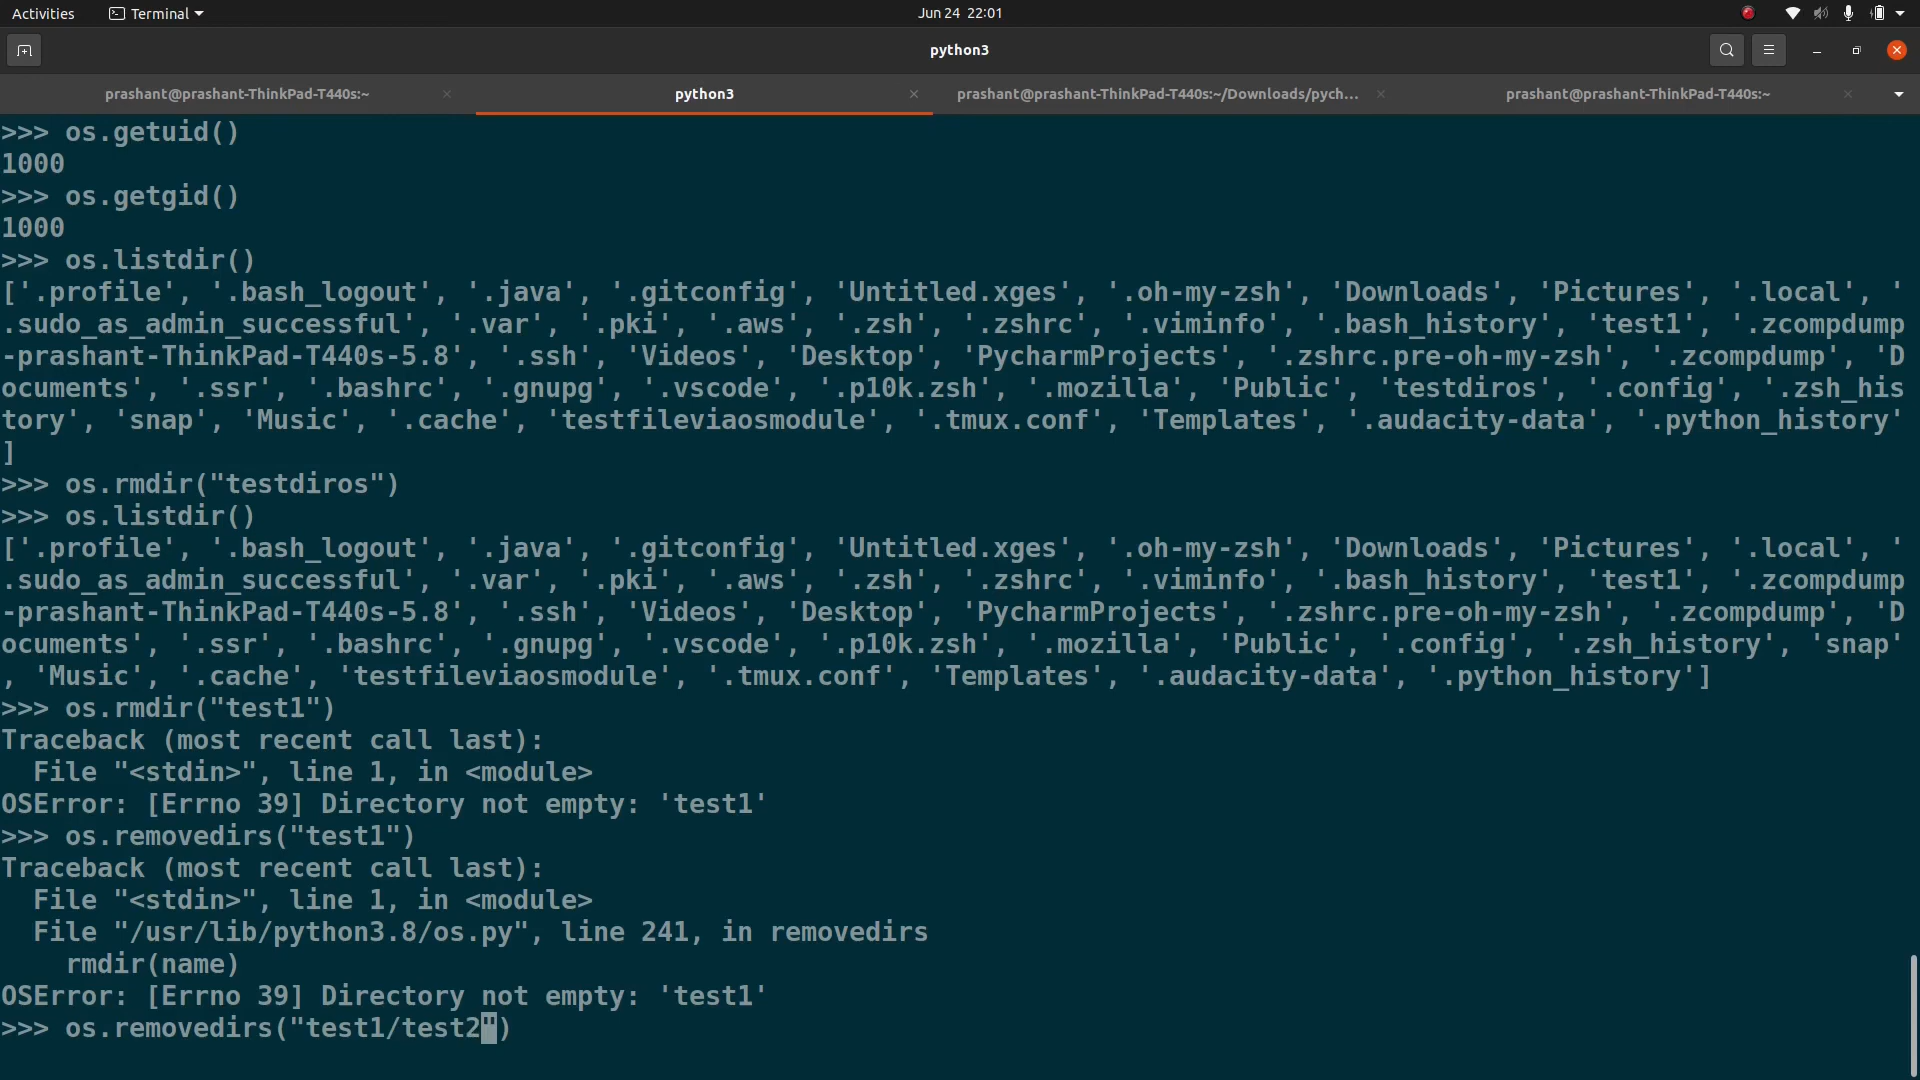 Activities
Terminal
Jun 24 22:01
python3
prashant@prashant-ThinkPad-T440s:~
python3
prashant@prashant-ThinkPad-T440s:~/Downloads/pych...
prashant@prashant-ThinkPad-T440s:~
>>> os.getuid()
1000
>>> os.getgid()
1000
>>> os.listdir()
['.profile', '.bash_logout', '.java', '.gitconfig', 'Untitled.xges', '.oh-my-zsh', 'Downloads', 'Pictures', '.local', '
.sudo_as_admin_successful', '.var', '.pki', '.aws', '.zsh', '.zshrc', '.viminfo', '.bash_history', 'test1', '.zcompdump
-prashant-ThinkPad-T440s-5.8', '.ssh', 'Videos', 'Desktop', 'PycharmProjects', '.zshrc.pre-oh-my-zsh', '.zcompdump', 'D
ocuments', '.ssr', '.bashrc', '.gnupg', '.vscode', '.p10k.zsh', '.mozilla', 'Public', 'testdiros', '.config', '.zsh_his
tory', 'snap', 'Music', '.cache', 'testfileviaosmodule', '.tmux.conf', 'Templates', '.audacity-data', '.python_history'
]
>>> os.rmdir("testdiros")
>>> os.listdir()
['.profile', '.bash_logout', '.java', '.gitconfig', 'Untitled.xges', '.oh-my-zsh', 'Downloads', 'Pictures', '.local', '
.sudo_as_admin_successful', '.var', '.pki', '.aws', '.zsh', '.zshrc', '.viminfo', '.bash_history', 'test1', '.zcompdump
-prashant-ThinkPad-T440s-5.8', '.ssh', 'Videos', 'Desktop', 'PycharmProjects', '.zshrc.pre-oh-my-zsh', '.zcompdump', 'D
ocuments', '.ssr', '.bashrc', '.gnupg', '.vscode', '.p10k.zsh', '.mozilla', 'Public', '.config', '.zsh_history', 'snap'
, 'Music', '.cache', 'testfileviaosmodule', '.tmux.conf', 'Templates', '.audacity-data', '.python_history']
>>> os.rmdir("test1")
Traceback (most recent call last):
  File "<stdin>", line 1, in <module>
OSError: [Errno 39] Directory not empty: 'test1'
>>> os.removedirs("test1")
Traceback (most recent call last):
  File "<stdin>", line 1, in <module>
  File "/usr/lib/python3.8/os.py", line 241, in removedirs
    rmdir(name)
OSError: [Errno 39] Directory not empty: 'test1'
>>> os.removedirs("test1/test2")